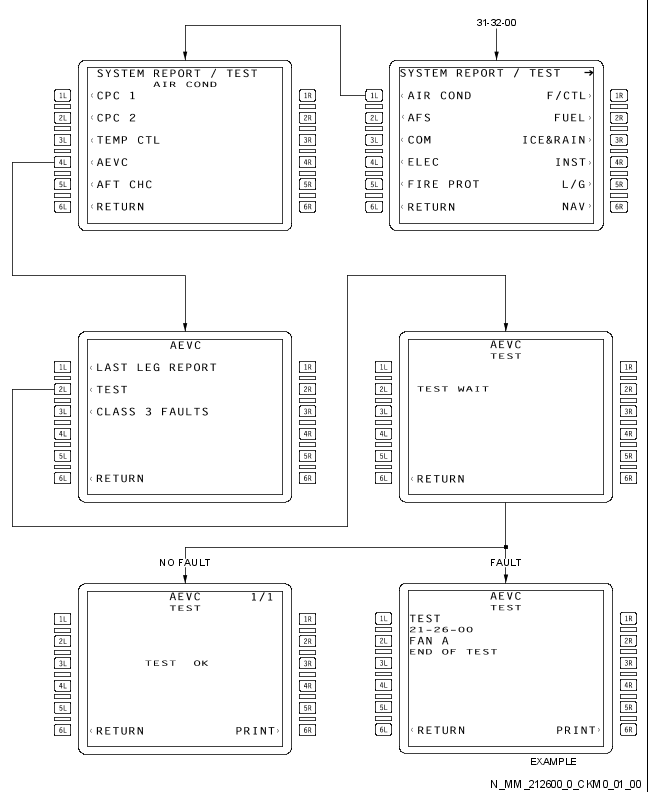 31-32-00
SYSTEM REPORT / TEST
AIR COND
1L ‹CPC 1 1R
2L ‹CPC 2 2R
3L ‹TEMP CTL 3R
4L ‹AEVC 4R
5L ‹AFT CHC 5R
6L ‹RETURN 6R
SYSTEM REPORT / TEST →
1L ‹AIR COND F/CTL› 1R
2L ‹AFS FUEL› 2R
3L ‹COM ICE&RAIN› 3R
4L ‹ELEC INST› 4R
5L ‹FIRE PROT L/G› 5R
6L ‹RETURN NAV› 6R
AEVC
1L ‹LAST LEG REPORT 1R
2L ‹TEST 2R
3L ‹CLASS 3 FAULTS 3R
4L 4R
5L 5R
6L ‹RETURN 6R
AEVC
TEST
1L 1R
2L TEST WAIT 2R
3L 3R
4L 4R
5L 5R
6L ‹RETURN 6R
NO FAULT
FAULT
AEVC 1/1
TEST
1L 1R
2L 2R
3L TEST OK 3R
4L 4R
5L 5R
6L ‹RETURN PRINT› 6R
AEVC
TEST
1L TEST 1R
21-26-00
2L FAN A 2R
END OF TEST
3L 3R
4L 4R
5L 5R
6L ‹RETURN PRINT› 6R
EXAMPLE
N_MM_212600_0_CKM0_01_00